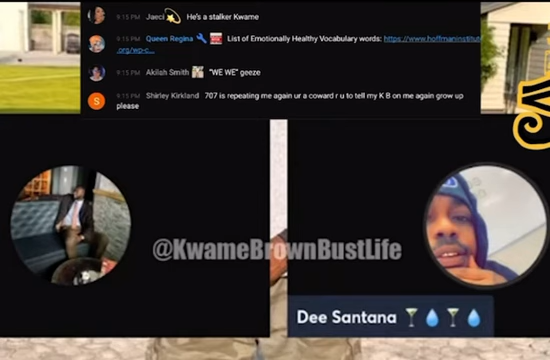 9:15 PM Jaeci 💫 He's a stalker Kwame
9:15 PM Queen Regina 🔧 List of Emotionally Healthy Vocabulary words: https://www.hoffmaninstitute
.org/wp-c...
9:15 PM Akilah Smith "WE WE" geeze
S 9:15 PM Shirley Kirkland 707 is repeating me again ur a coward r u to tell my K B on me again grow up
please
@KwameBrownBustLife
Dee Santana 🍸💧🍸💧